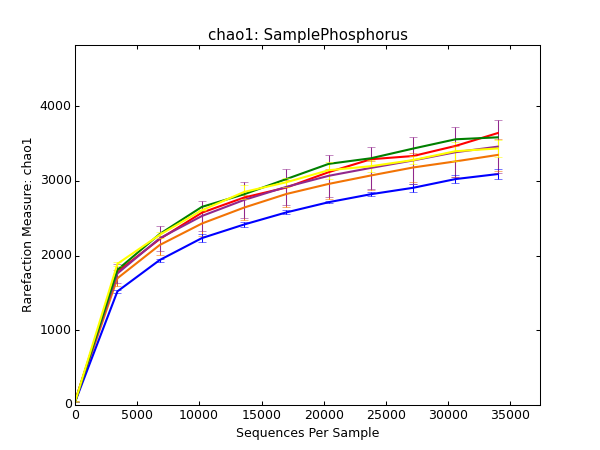 chao1: SamplePhosphorus
4000
3000
2000
1000
0
Rarefaction Measure: chao1
0 5000 10000 15000 20000 25000 30000 35000
Sequences Per Sample